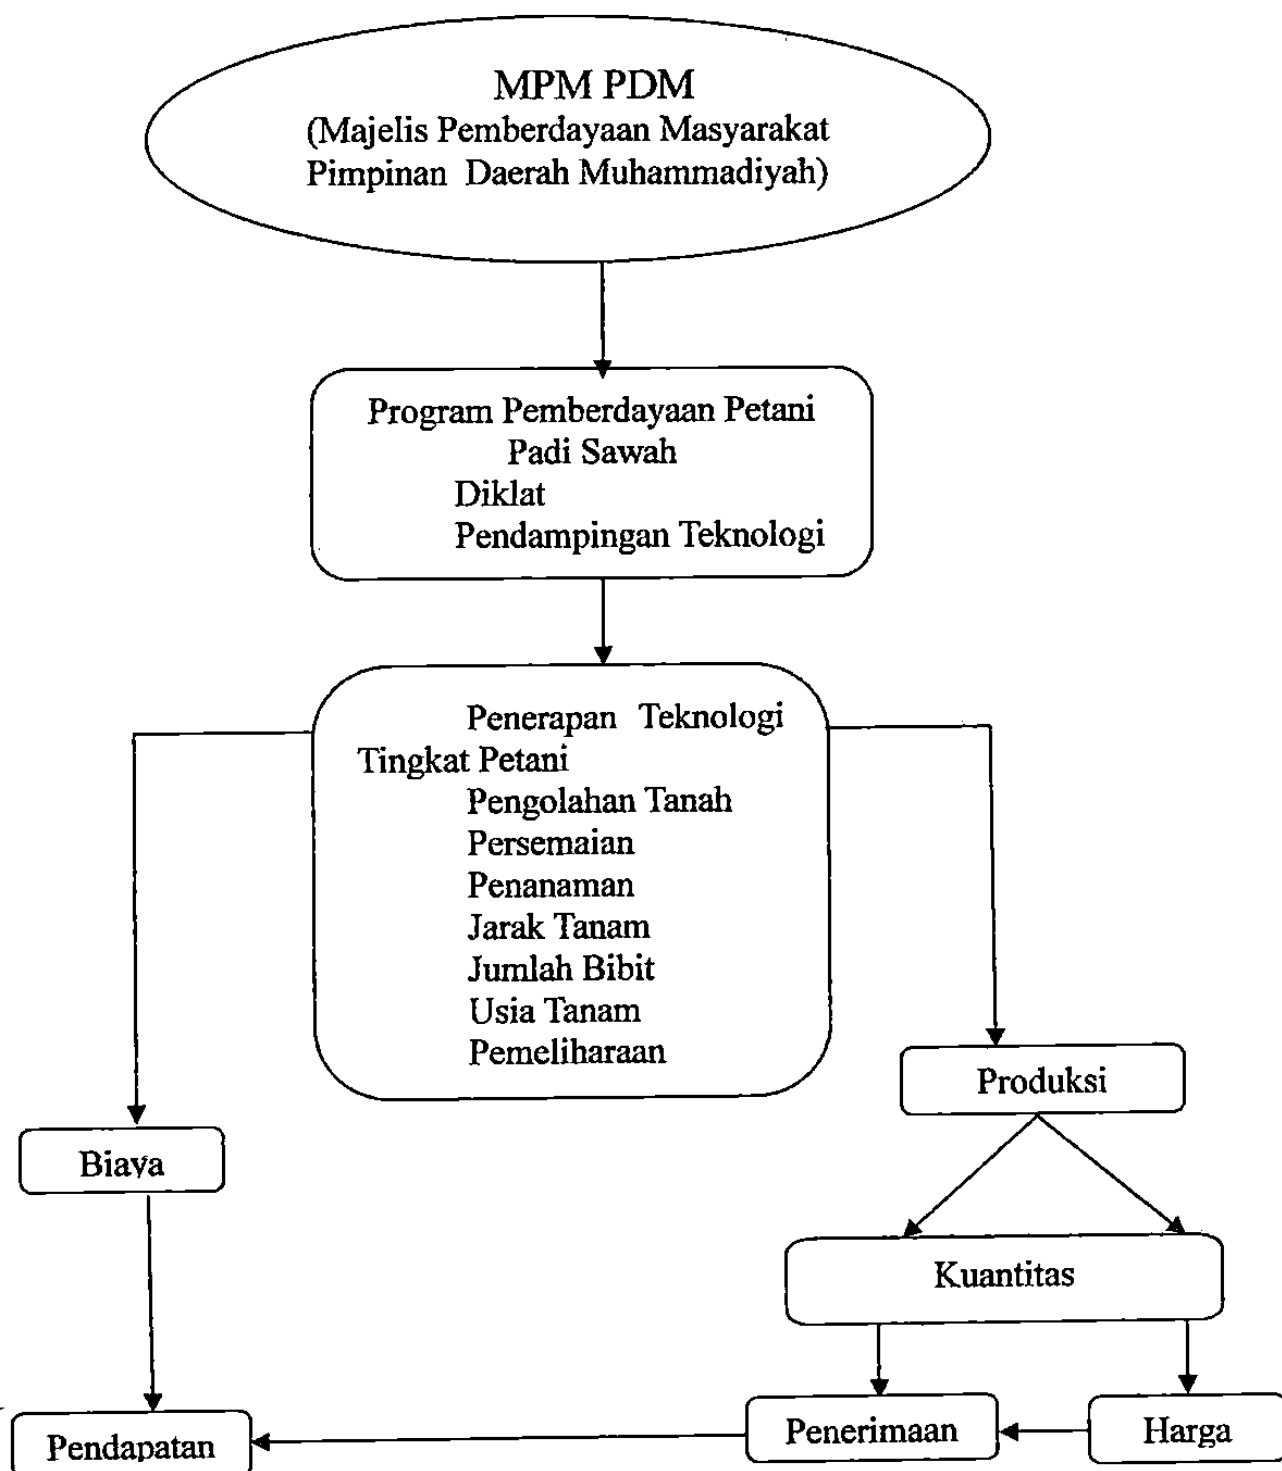 MPM PDM
(Majelis Pemberdayaan Masyarakat
Pimpinan Daerah Muhammadiyah)
Program Pemberdayaan Petani
Padi Sawah
Diklat
Pendampingan Teknologi
Penerapan Teknologi
Tingkat Petani
Pengolahan Tanah
Persemaian
Penanaman
Jarak Tanam
Jumlah Bibit
Usia Tanam
Pemeliharaan
Produksi
Biaya
Kuantitas
Pendapatan
Penerimaan
Harga